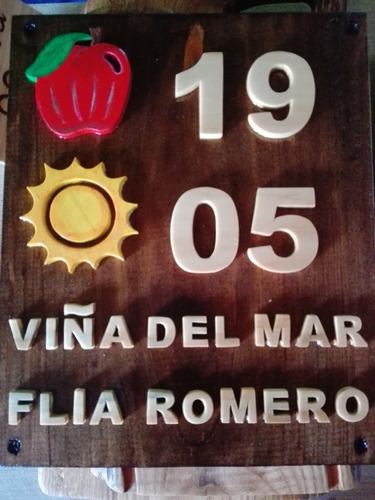 19
05
VIÑA DEL MAR
FLIA ROMERO